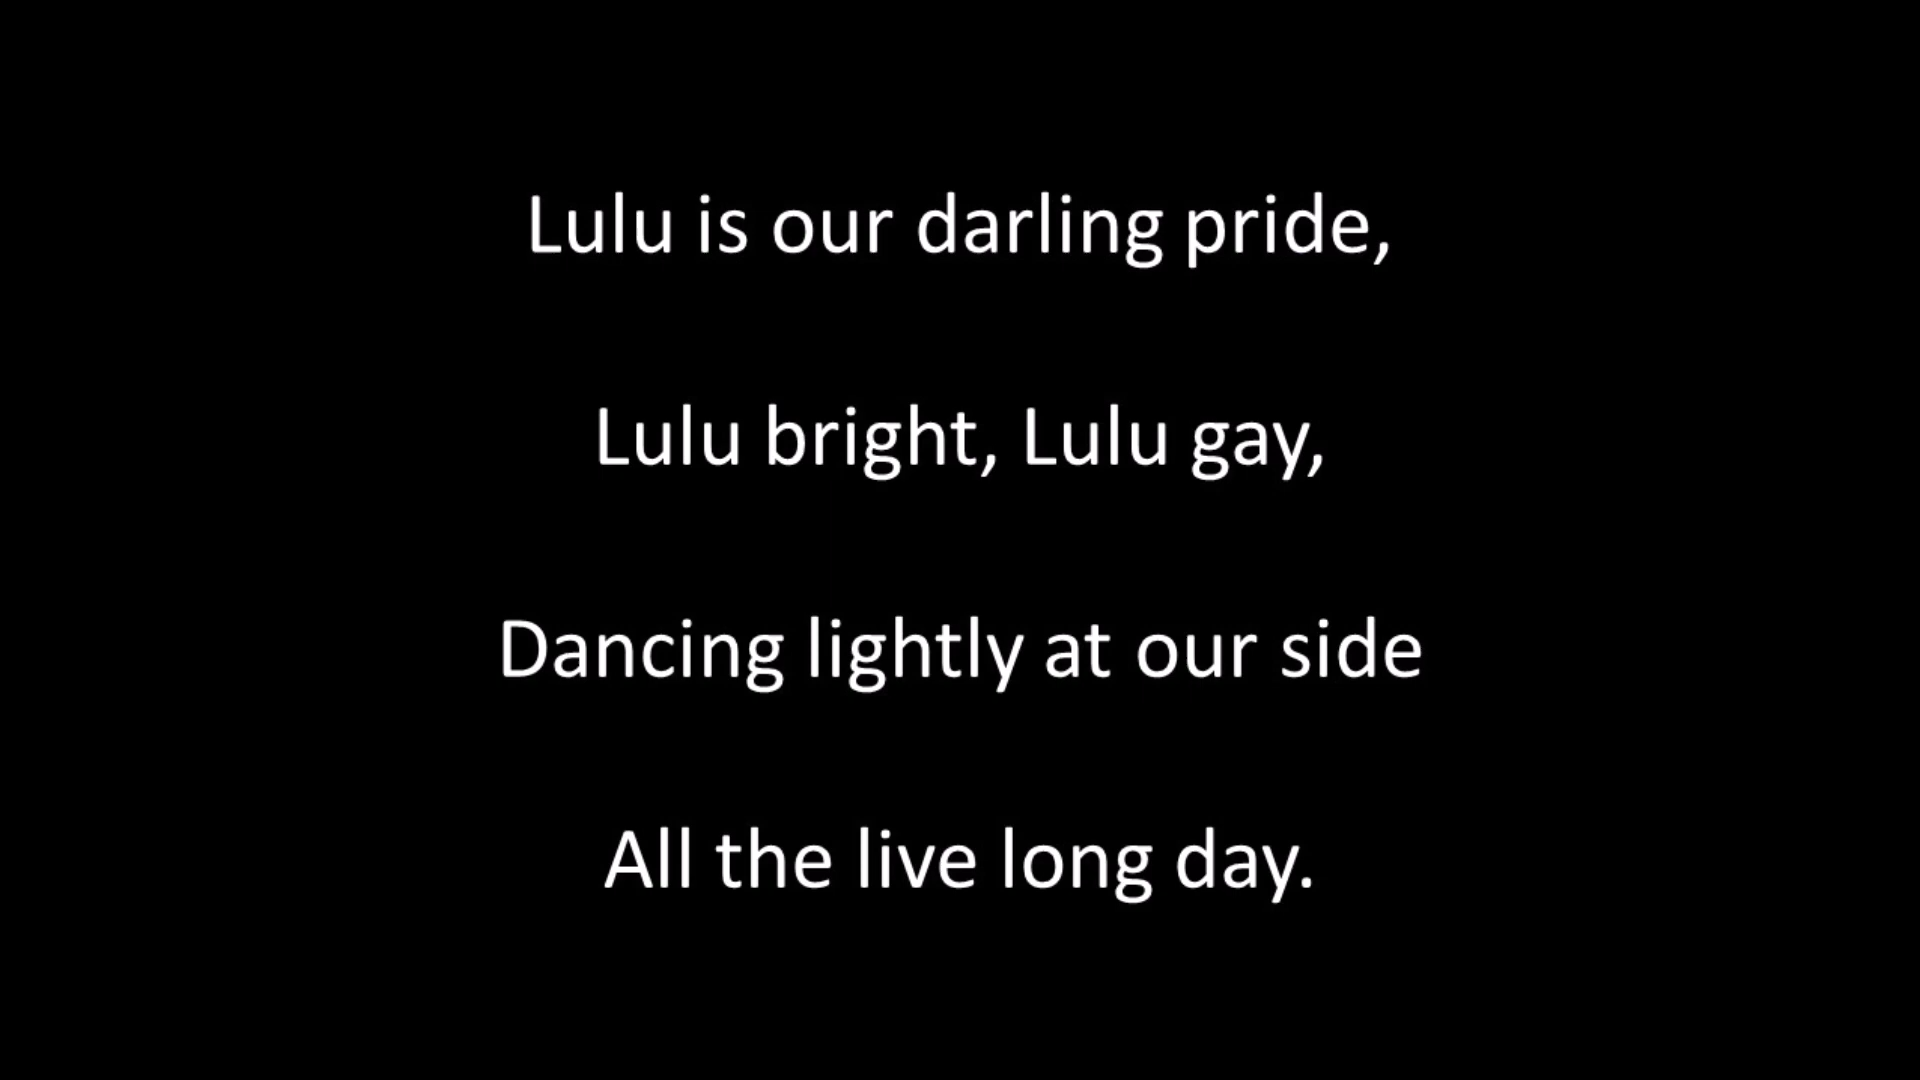 Lulu is our darling pride,
Lulu bright, Lulu gay,
Dancing lightly at our side
All the live long day.